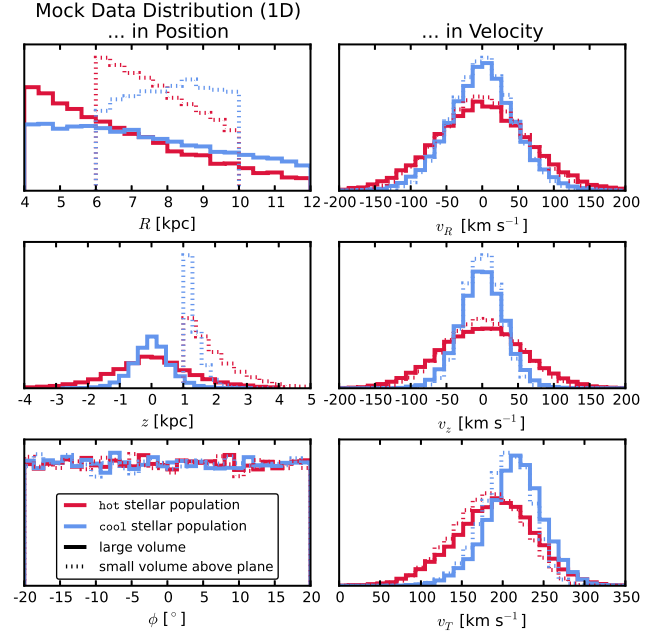 Mock Data Distribution (1D)
... in Position
... in Velocity
4 5 6 7 8 9 10 11 12
R [kpc]
-200 -150 -100 -50 0 50 100 150 200
v_R [km s⁻¹]
-4 -3 -2 -1 0 1 2 3 4 5
z [kpc]
-200 -150 -100 -50 0 50 100 150 200
v_z [km s⁻¹]
hot stellar population
cool stellar population
large volume
small volume above plane
-20 -15 -10 -5 0 5 10 15 20
ϕ [°]
0 50 100 150 200 250 300 350
v_T [km s⁻¹]